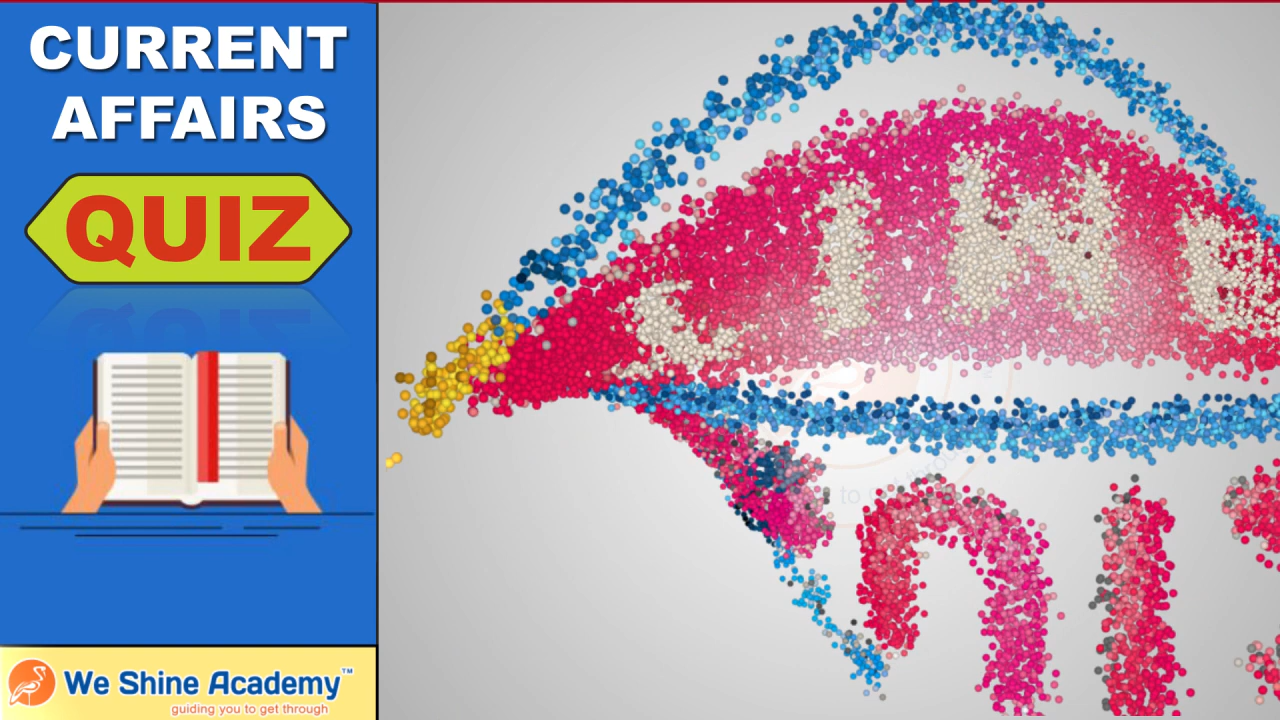 CURRENT
AFFAIRS
QUIZ
We Shine Academy™
guiding you to get through